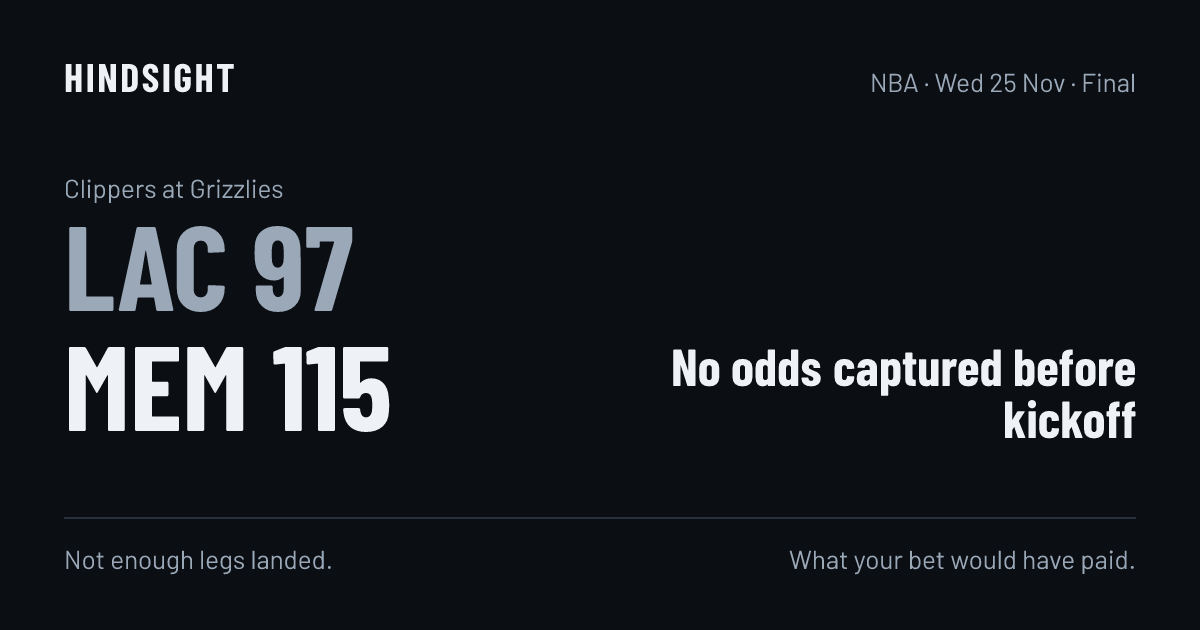 HINDSIGHT
NBA · Wed 25 Nov · Final
Clippers at Grizzlies
LAC 97
MEM 115
No odds captured before
kickoff
Not enough legs landed.
What your bet would have paid.